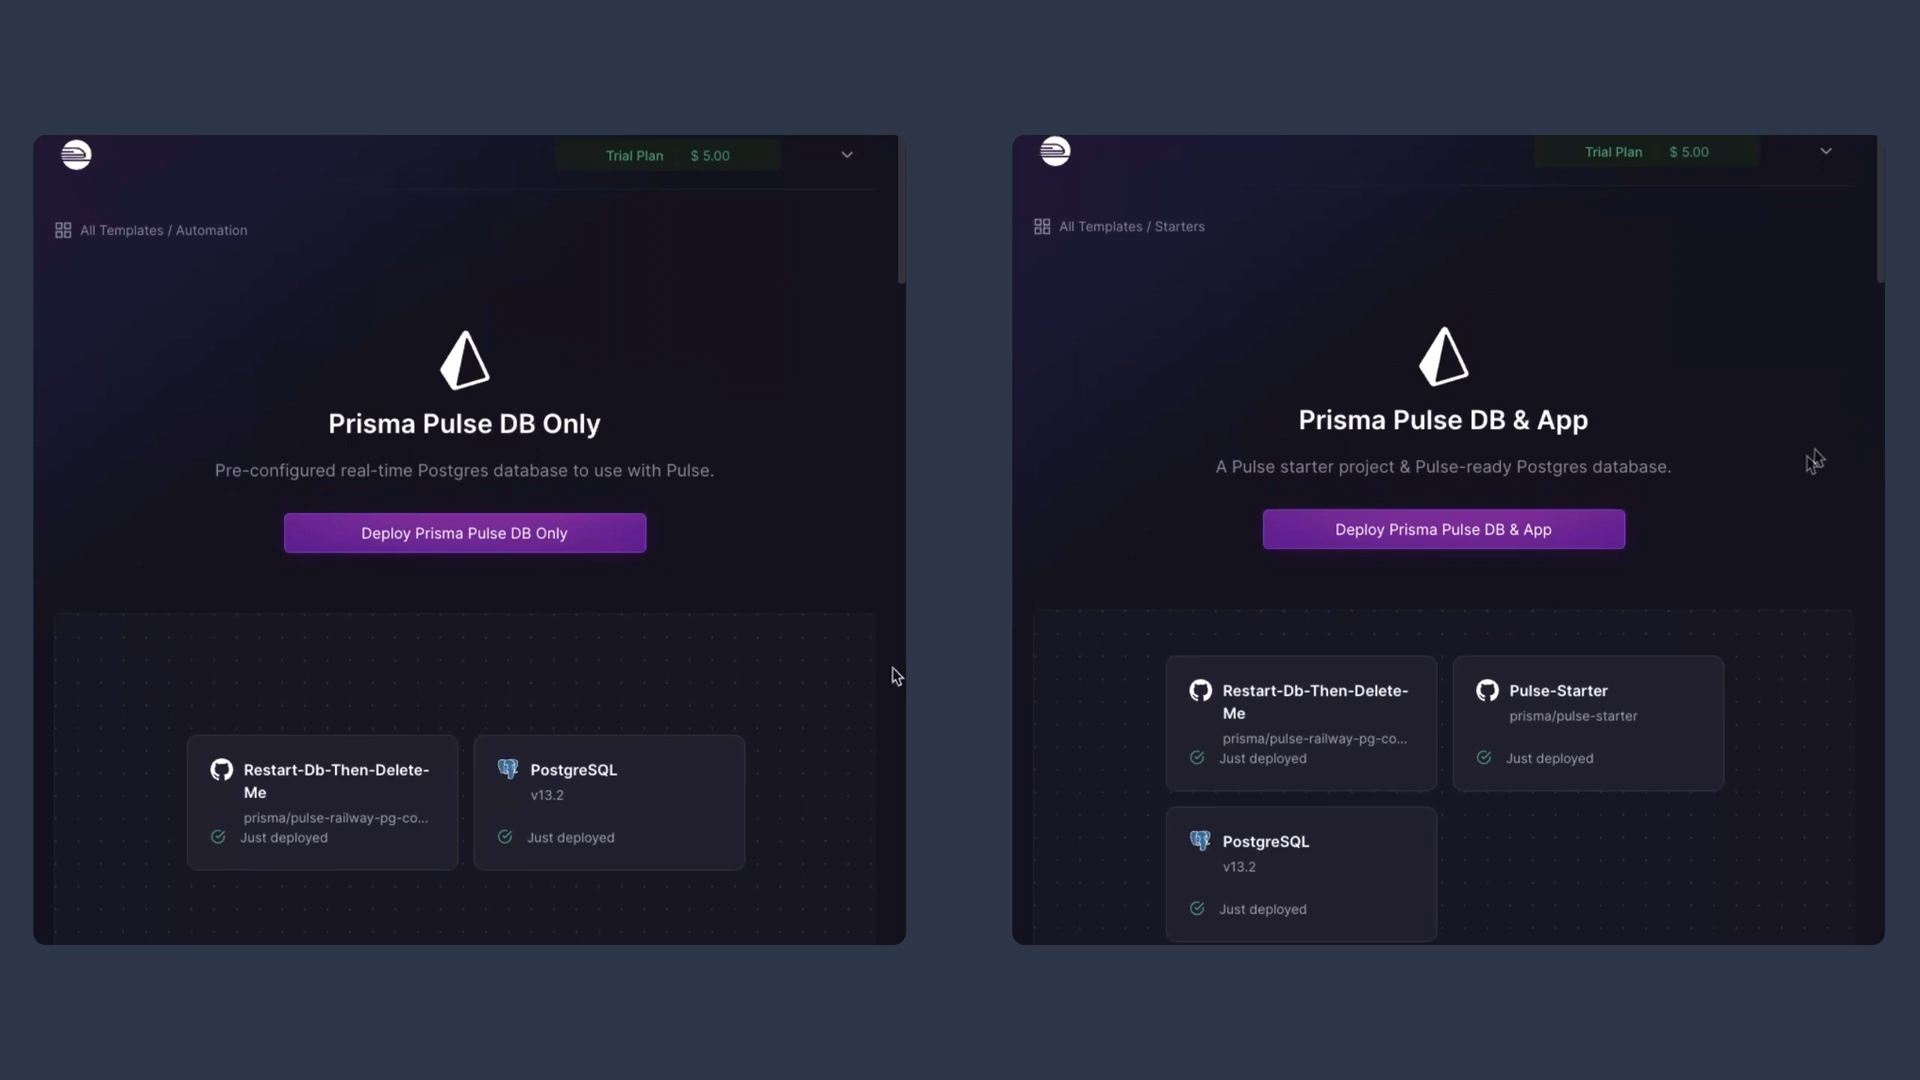 Trial Plan $ 5.00
All Templates / Automation
Prisma Pulse DB Only
Pre-configured real-time Postgres database to use with Pulse.
Deploy Prisma Pulse DB Only
Restart-Db-Then-Delete-
Me
prisma/pulse-railway-pg-co...
Just deployed
PostgreSQL
v13.2
Just deployed
Trial Plan $ 5.00
All Templates / Starters
Prisma Pulse DB & App
A Pulse starter project & Pulse-ready Postgres database.
Deploy Prisma Pulse DB & App
Restart-Db-Then-Delete-
Me
prisma/pulse-railway-pg-co...
Just deployed
Pulse-Starter
prisma/pulse-starter
Just deployed
PostgreSQL
v13.2
Just deployed